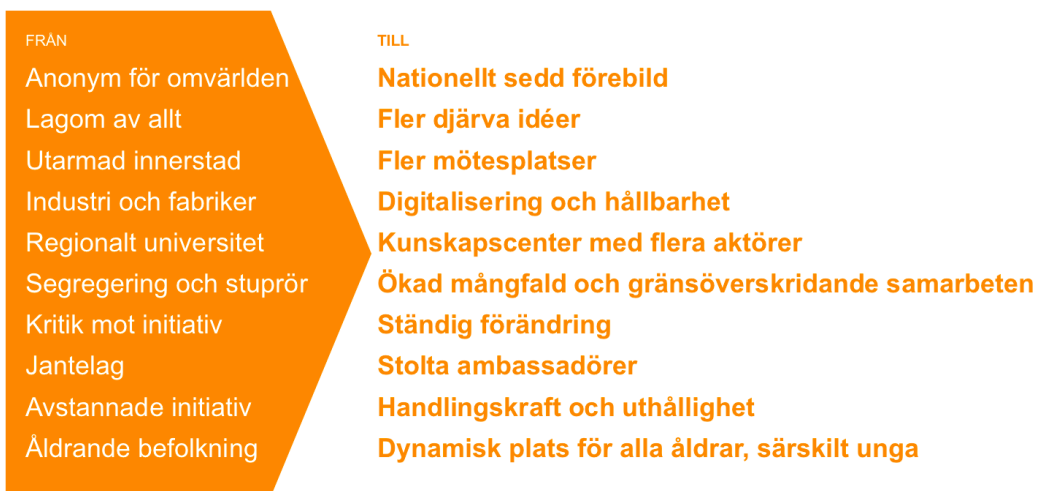 FRÅN TILL
Anonym för omvärlden Nationellt sedd förebild
Lagom av allt Fler djärva idéer
Utarmad innerstad Fler mötesplatser
Industri och fabriker Digitalisering och hållbarhet
Regionalt universitet Kunskapscenter med flera aktörer
Segregering och stuprör Ökad mångfald och gränsöverskridande samarbeten
Kritik mot initiativ Ständig förändring
Jantelag Stolta ambassadörer
Avstannade initiativ Handlingskraft och uthållighet
Åldrande befolkning Dynamisk plats för alla åldrar, särskilt unga